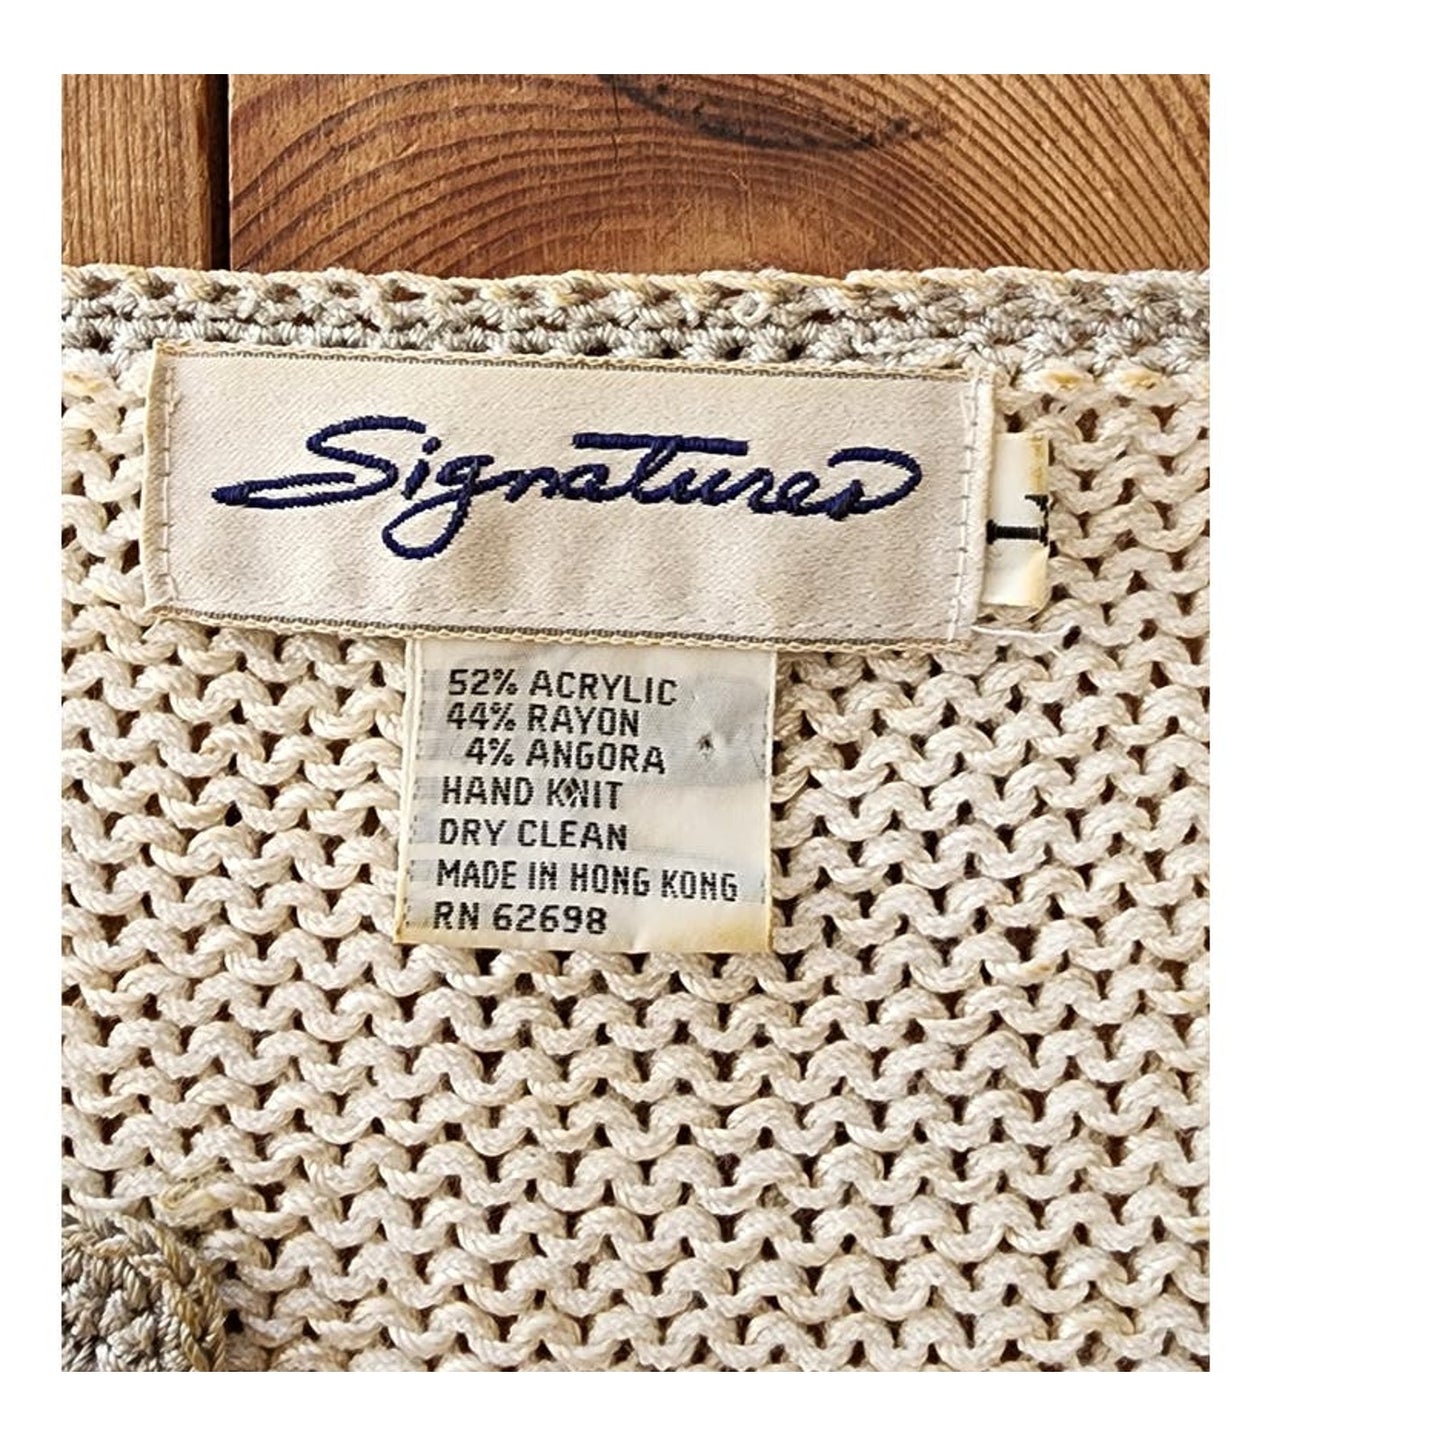 Signatures
52% ACRYLIC
44% RAYON
4% ANGORA
HAND KNIT
DRY CLEAN
MADE IN HONG KONG
RN 62698